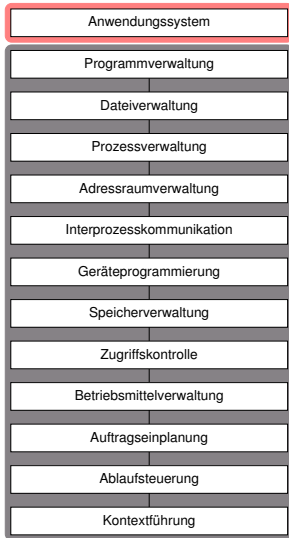 Anwendungssystem
Programmverwaltung
Dateiverwaltung
Prozessverwaltung
Adressraumverwaltung
Interprozesskommunikation
Geräteprogrammierung
Speicherverwaltung
Zugriffskontrolle
Betriebsmittelverwaltung
Auftragseinplanung
Ablaufsteuerung
Kontextführung